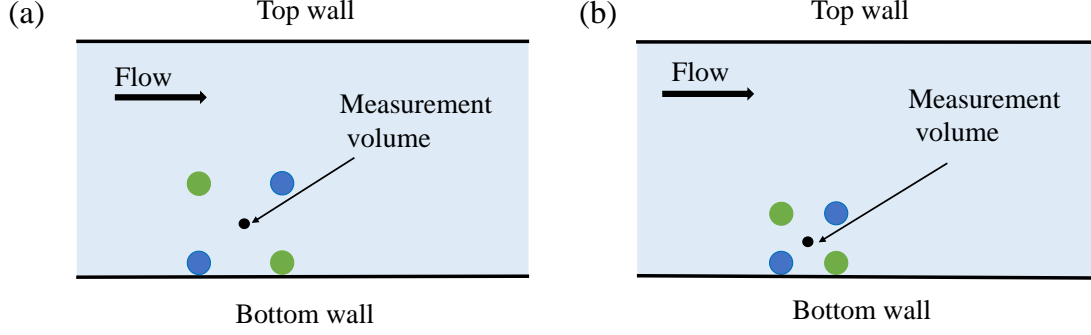 (a)
Top wall
Flow
Measurement
volume
Bottom wall
(b)
Top wall
Flow
Measurement
volume
Bottom wall